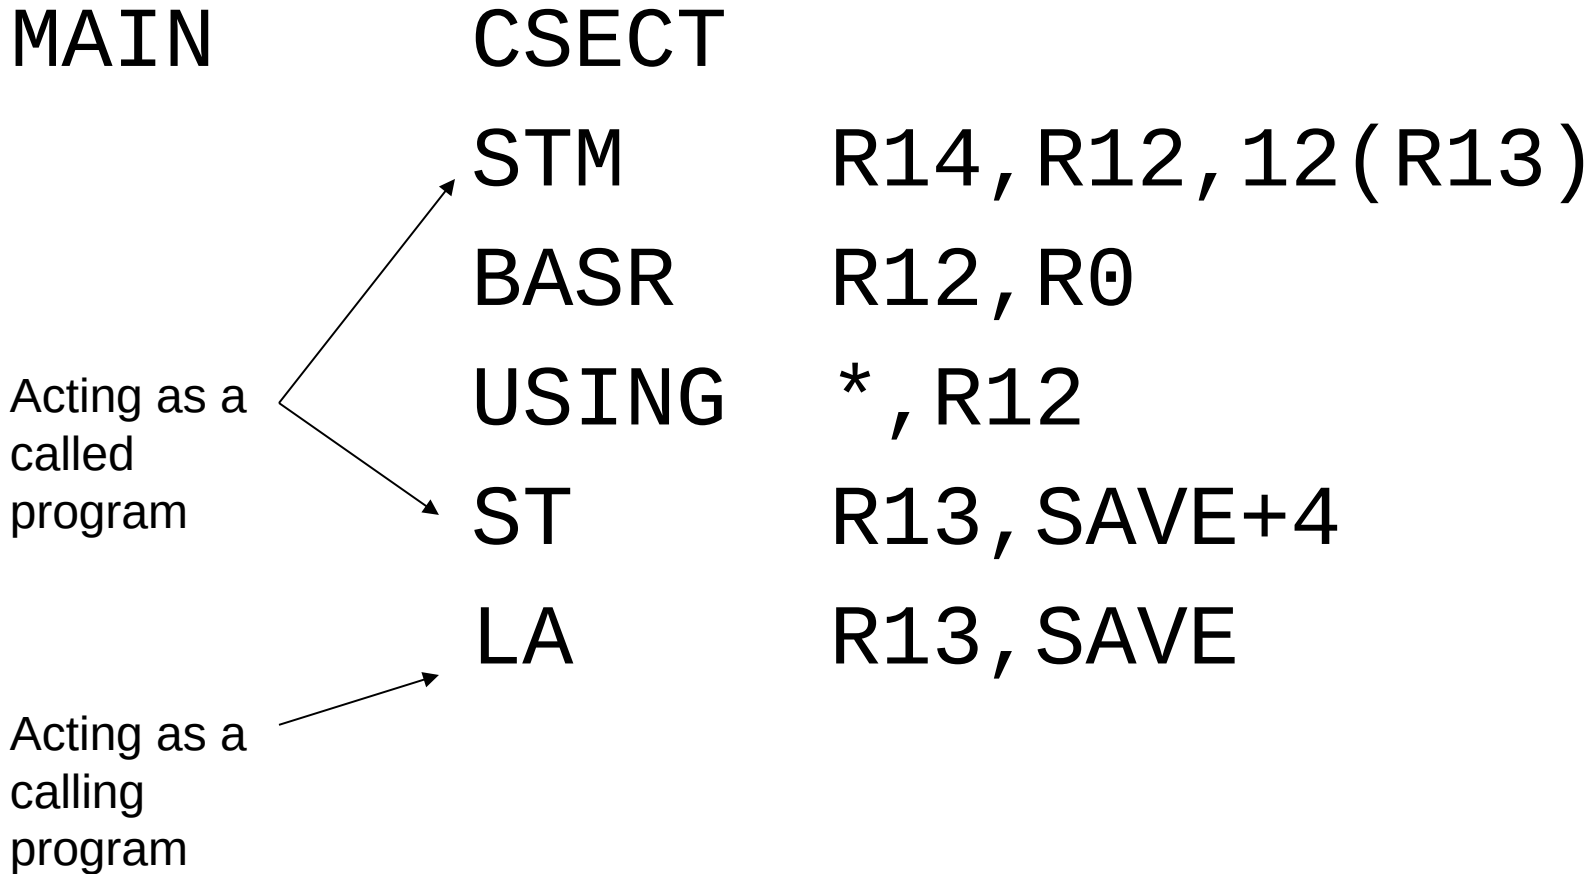 MAIN CSECT
STM R14,R12,12(R13)
BASR R12,R0
USING *,R12
ST R13,SAVE+4
LA R13,SAVE
Acting as a
called
program
Acting as a
calling
program